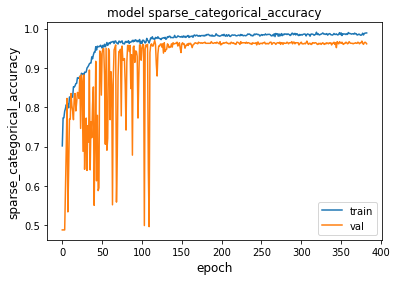 model sparse_categorical_accuracy
sparse_categorical_accuracy
1.0
0.9
0.8
0.7
0.6
0.5
0 50 100 150 200 250 300 350 400
epoch
train
val